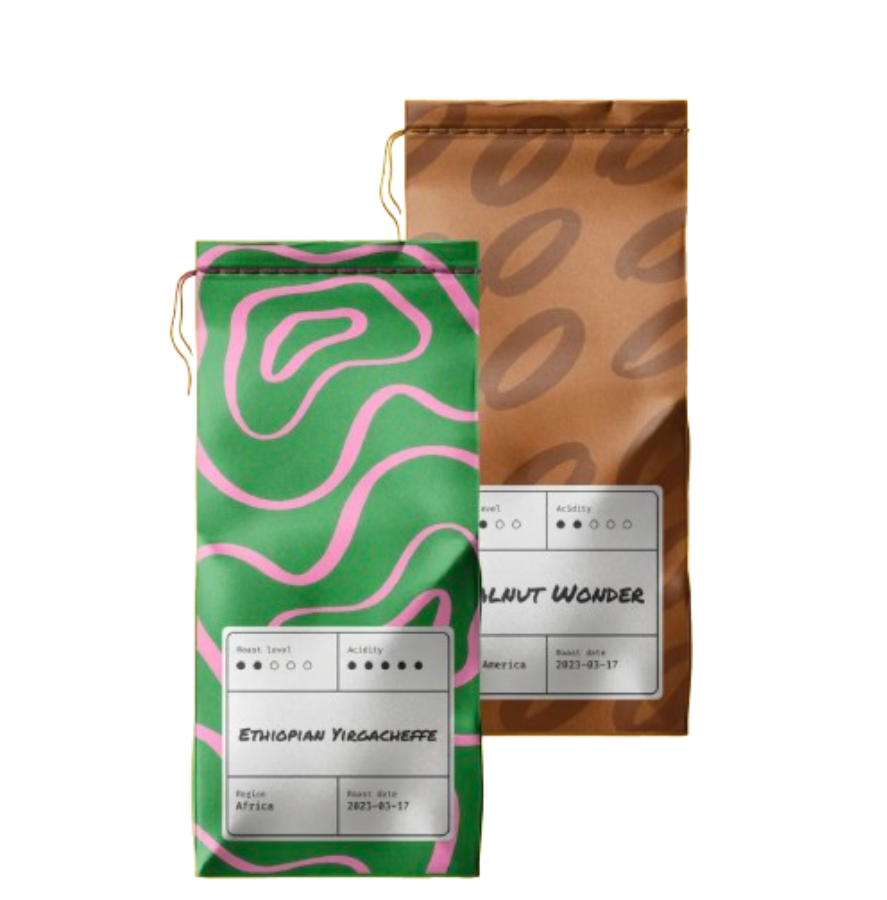 Acidity
ALNUT WONDER
America
Roast date
2023-03-17
Roast level
Acidity
ETHIOPIAN YIRGACHEFFE
Region
Africa
Roast date
2023-03-17